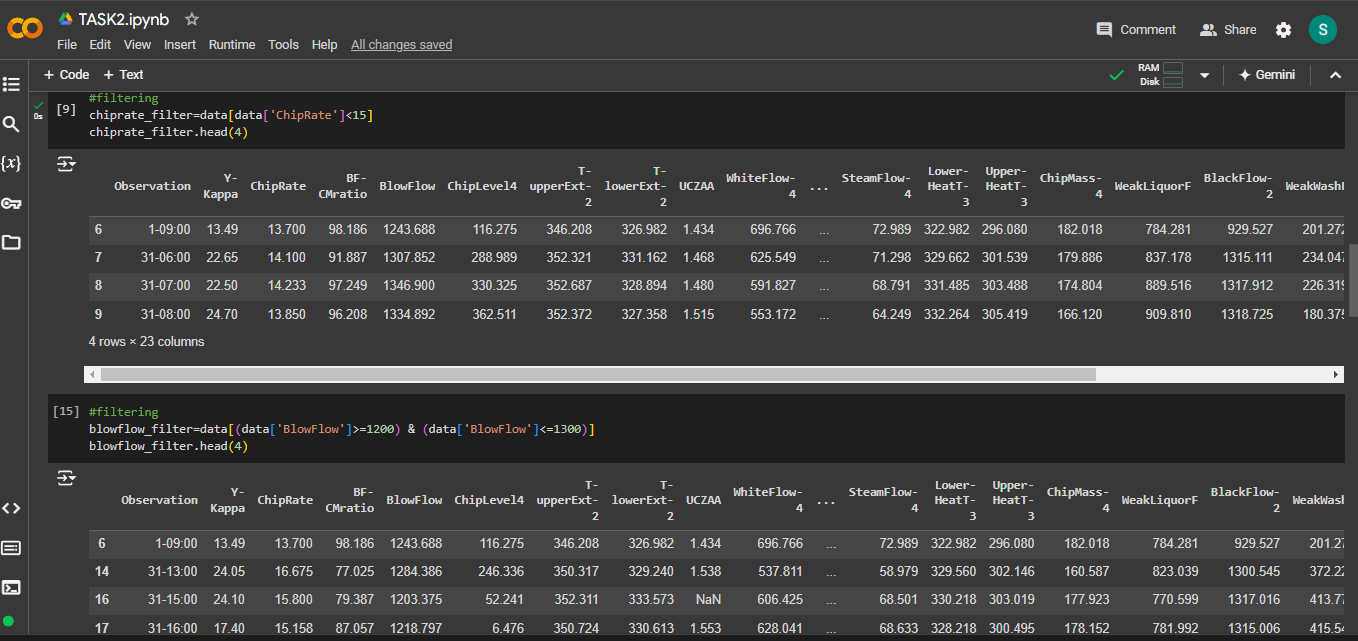 TASK2.ipynb
File Edit View Insert Runtime Tools Help All changes saved
Comment Share S
+ Code + Text RAM Disk Gemini
[9] #filtering
0s
chiprate_filter=data[data['ChipRate']<15]
chiprate_filter.head(4)
Observation Y-Kappa ChipRate BF-CMratio BlowFlow ChipLevel4 T-upperExt-2 T-lowerExt-2 UCZAA WhiteFlow-4 ... SteamFlow-4 Lower-HeatT-3 Upper-HeatT-3 ChipMass-4 WeakLiquorF BlackFlow-2
6 1-09:00 13.49 13.700 98.186 1243.688 116.275 346.208 326.982 1.434 696.766 ... 72.989 322.982 296.080 182.018 784.281 929.527 201.272
7 31-06:00 22.65 14.100 91.887 1307.852 288.989 352.321 331.162 1.468 625.549 ... 71.298 329.662 301.539 179.886 837.178 1315.111 234.047
8 31-07:00 22.50 14.233 97.249 1346.900 330.325 352.687 328.894 1.480 591.827 ... 68.791 331.485 303.488 174.804 889.516 1317.912 226.319
9 31-08:00 24.70 13.850 96.208 1334.892 362.511 352.372 327.358 1.515 553.172 ... 64.249 332.264 305.419 166.120 909.810 1318.725 180.375
4 rows × 23 columns
[15] #filtering
blowflow_filter=data[(data['BlowFlow']>=1200) & (data['BlowFlow']<=1300)]
blowflow_filter.head(4)
Observation Y-Kappa ChipRate BF-CMratio BlowFlow ChipLevel4 T-upperExt-2 T-lowerExt-2 UCZAA WhiteFlow-4 ... SteamFlow-4 Lower-HeatT-3 Upper-HeatT-3 ChipMass-4 WeakLiquorF BlackFlow-2 WeakWash
6 1-09:00 13.49 13.700 98.186 1243.688 116.275 346.208 326.982 1.434 696.766 ... 72.989 322.982 296.080 182.018 784.281 929.527 201.27
14 31-13:00 24.05 16.675 77.025 1284.386 246.336 350.317 329.240 1.538 537.811 ... 58.979 329.560 302.146 160.587 823.039 1300.545 372.22
16 31-15:00 24.10 15.800 79.387 1203.375 52.241 352.311 333.573 NaN 606.425 ... 68.501 330.218 303.019 177.923 770.599 1317.016 413.77
17 31-16:00 17.40 15.158 87.057 1218.797 6.476 350.724 330.613 1.553 628.041 ... 68.633 328.218 300.495 178.152 781.992 1315.006 415.54